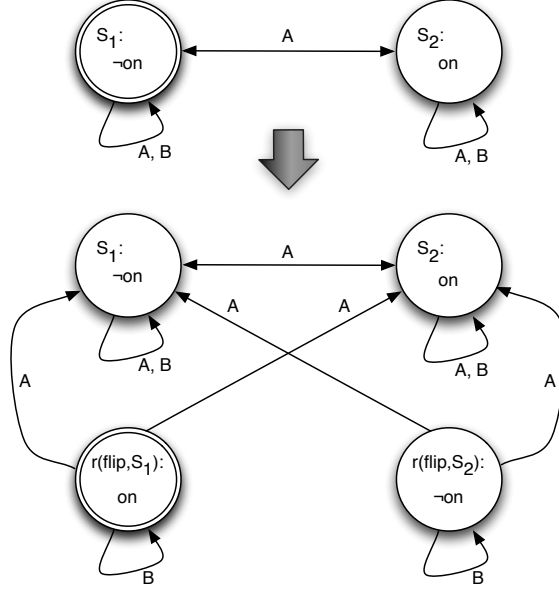 S1:
¬on
A
S2:
on
A, B
A, B
S1:
¬on
A
S2:
on
A, B
A
A
A, B
A
A
r(flip,S1):
on
r(flip,S2):
¬on
B
B